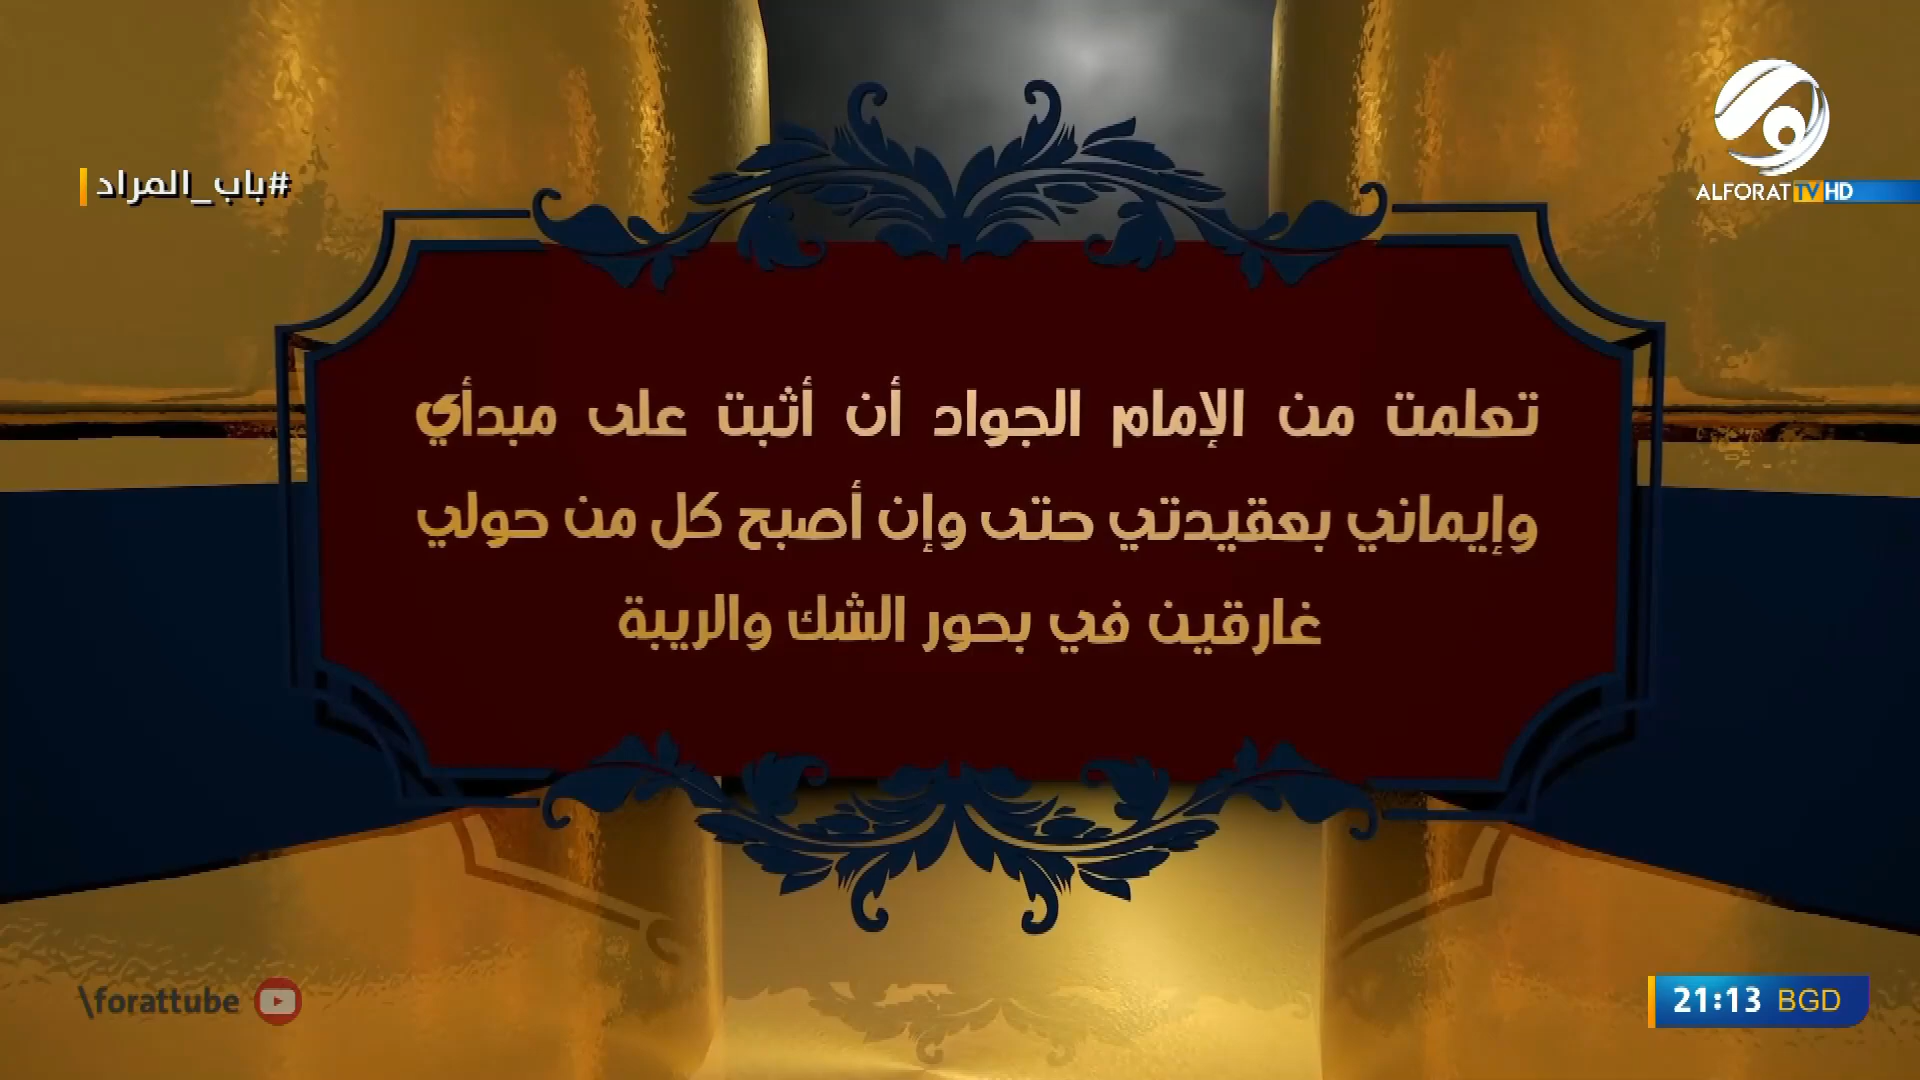 #باب_المراد
ALFORAT TV HD
تعلمت من الإمام الجواد أن أثبت على مبدأي
وإيماني بعقيدتي حتى وإن أصبح كل من حولي
غارقين في بحور الشك والريبة
\forattube
21:13 BGD